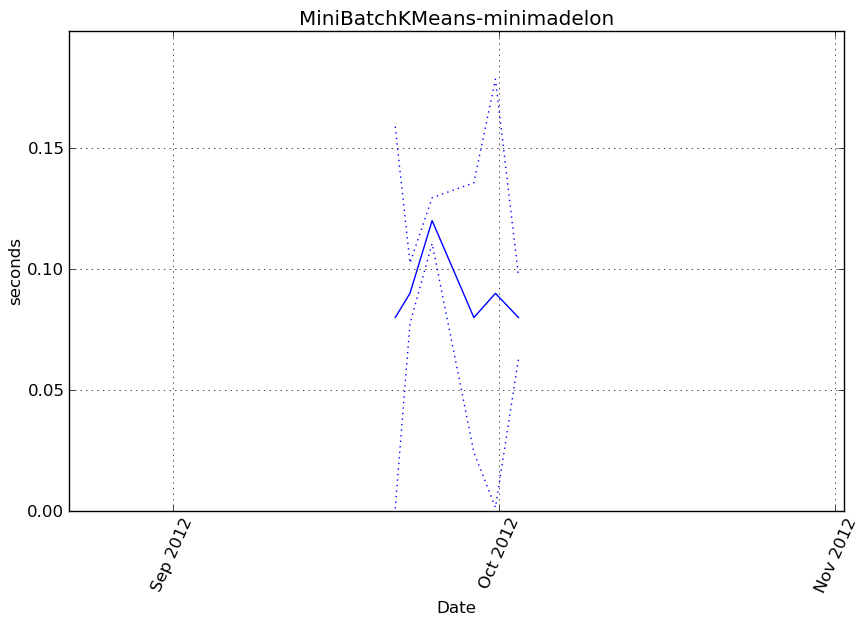 MiniBatchKMeans-minimadelon
0.15
0.10
0.05
0.00
seconds
Sep 2012
Oct 2012
Nov 2012
Date